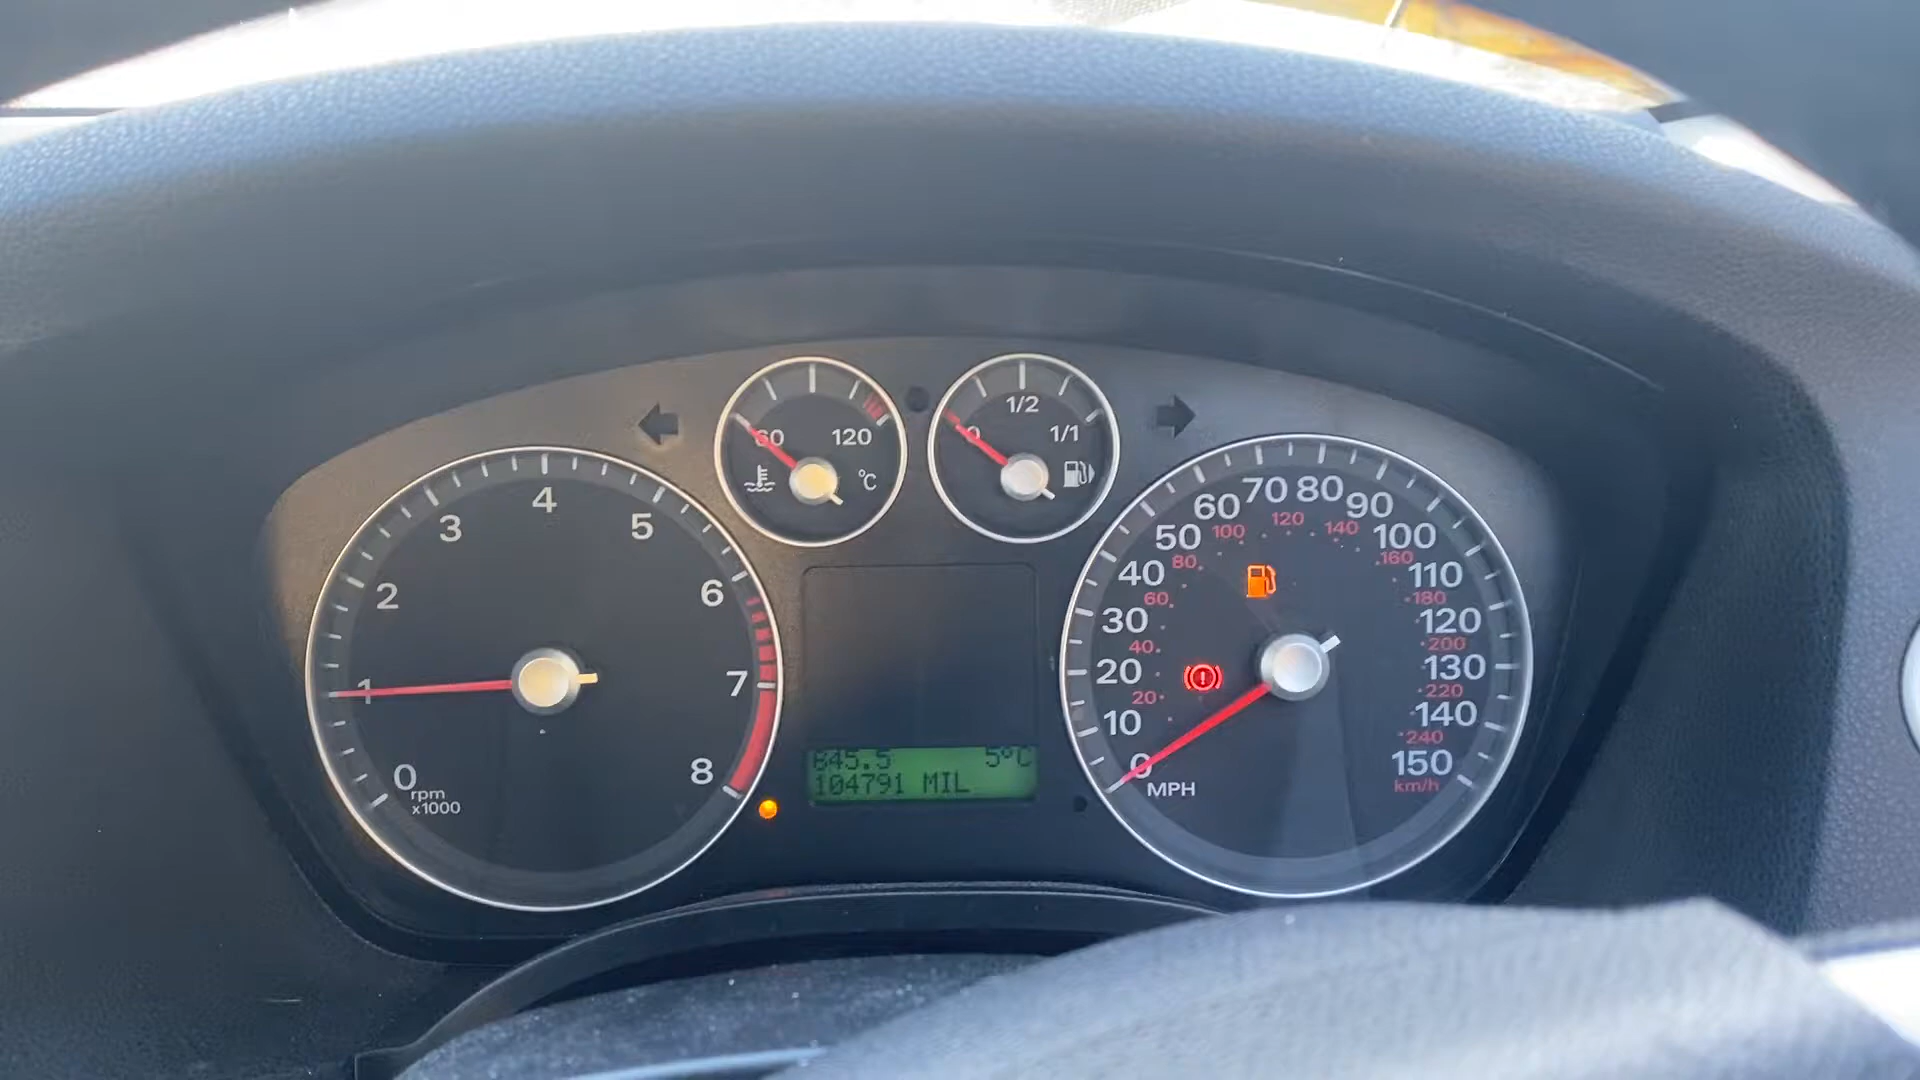 60 120
°C
0 1/2 1/1
0 1 2 3 4 5 6 7 8
rpm
x1000
845.5 5°C
104791 MIL
0 10 20 30 40 50 60 70 80 90 100 110 120 130 140 150
MPH
20 40 60 80 100 120 140 160 180 200 220 240
km/h